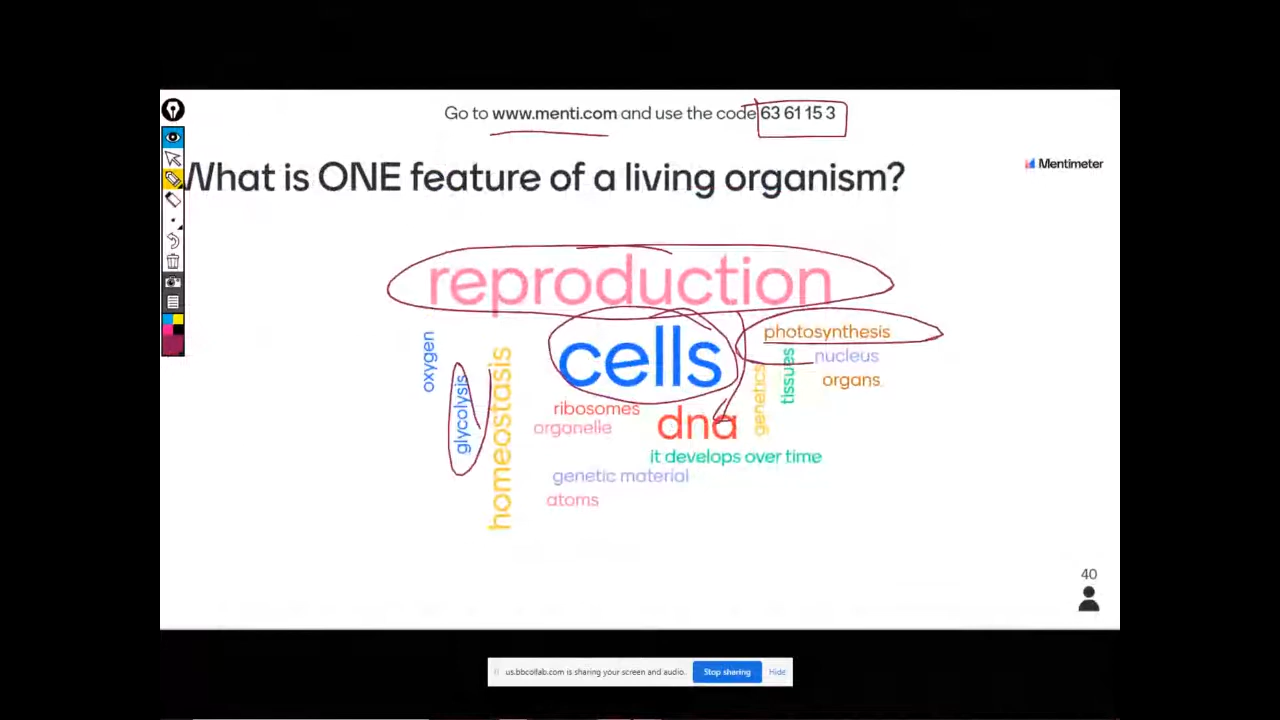 Go to www.menti.com and use the code 63 61 15 3
Mentimeter
What is ONE feature of a living organism?
reproduction
oxygen
glycolysis
homeostasis
cells
photosynthesis
nucleus
organs
tissues
genetics
ribosomes
organelle
dna
it develops over time
genetic material
atoms
40
us.bbcollab.com is sharing your screen and audio.
Stop sharing
Hide